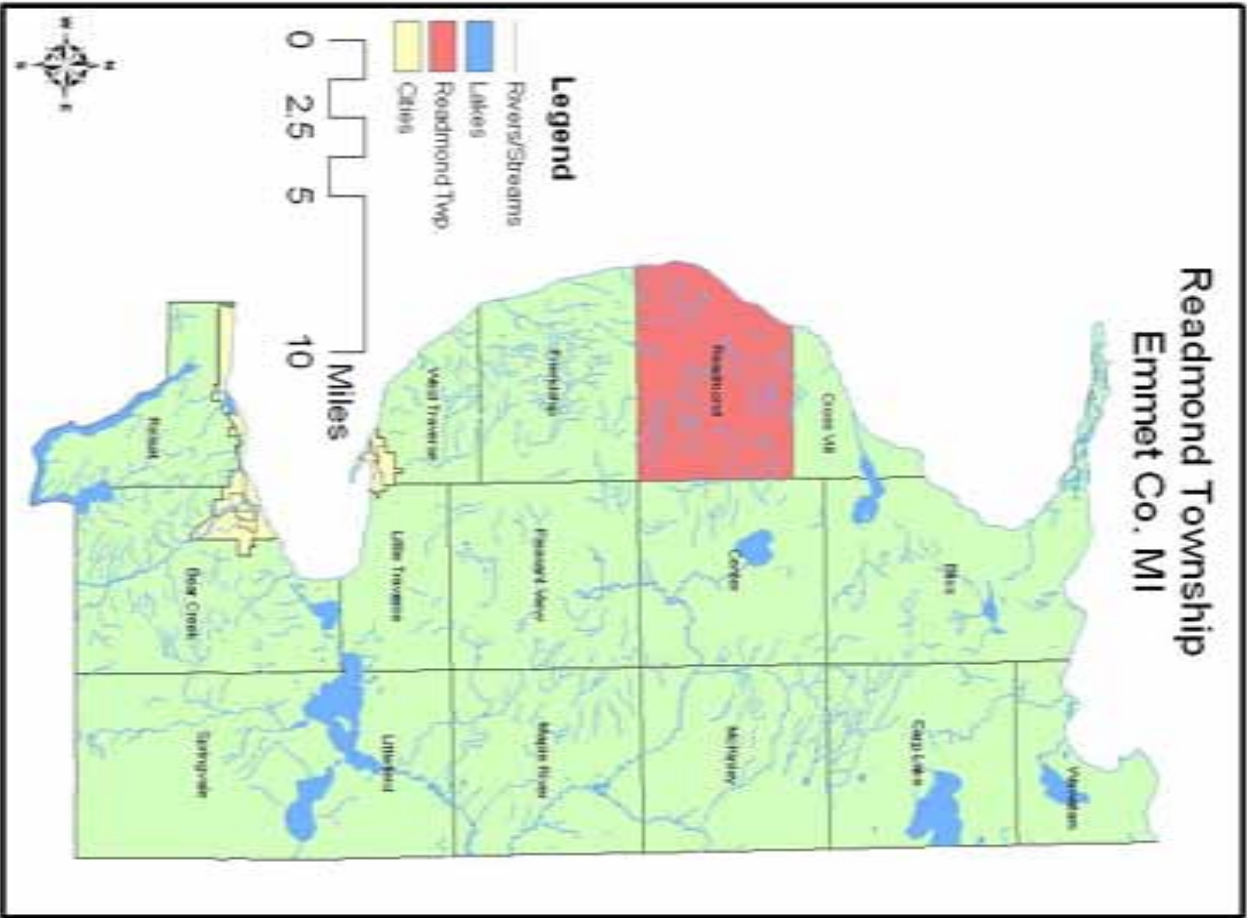 Readmond Township
Emmet Co. MI
Waweten
Carp Lake
Bliss
Cross Vill
Readmond
Center
McKinley
Friendship
Pleasant View
Maple River
West Traverse
Little Traverse
Littlefield
Resort
Bear Creek
Springvale
Legend
Rivers/Streams
Lakes
Readmond Twp.
Cities
0 2.5 5 10
Miles
N
W E
S